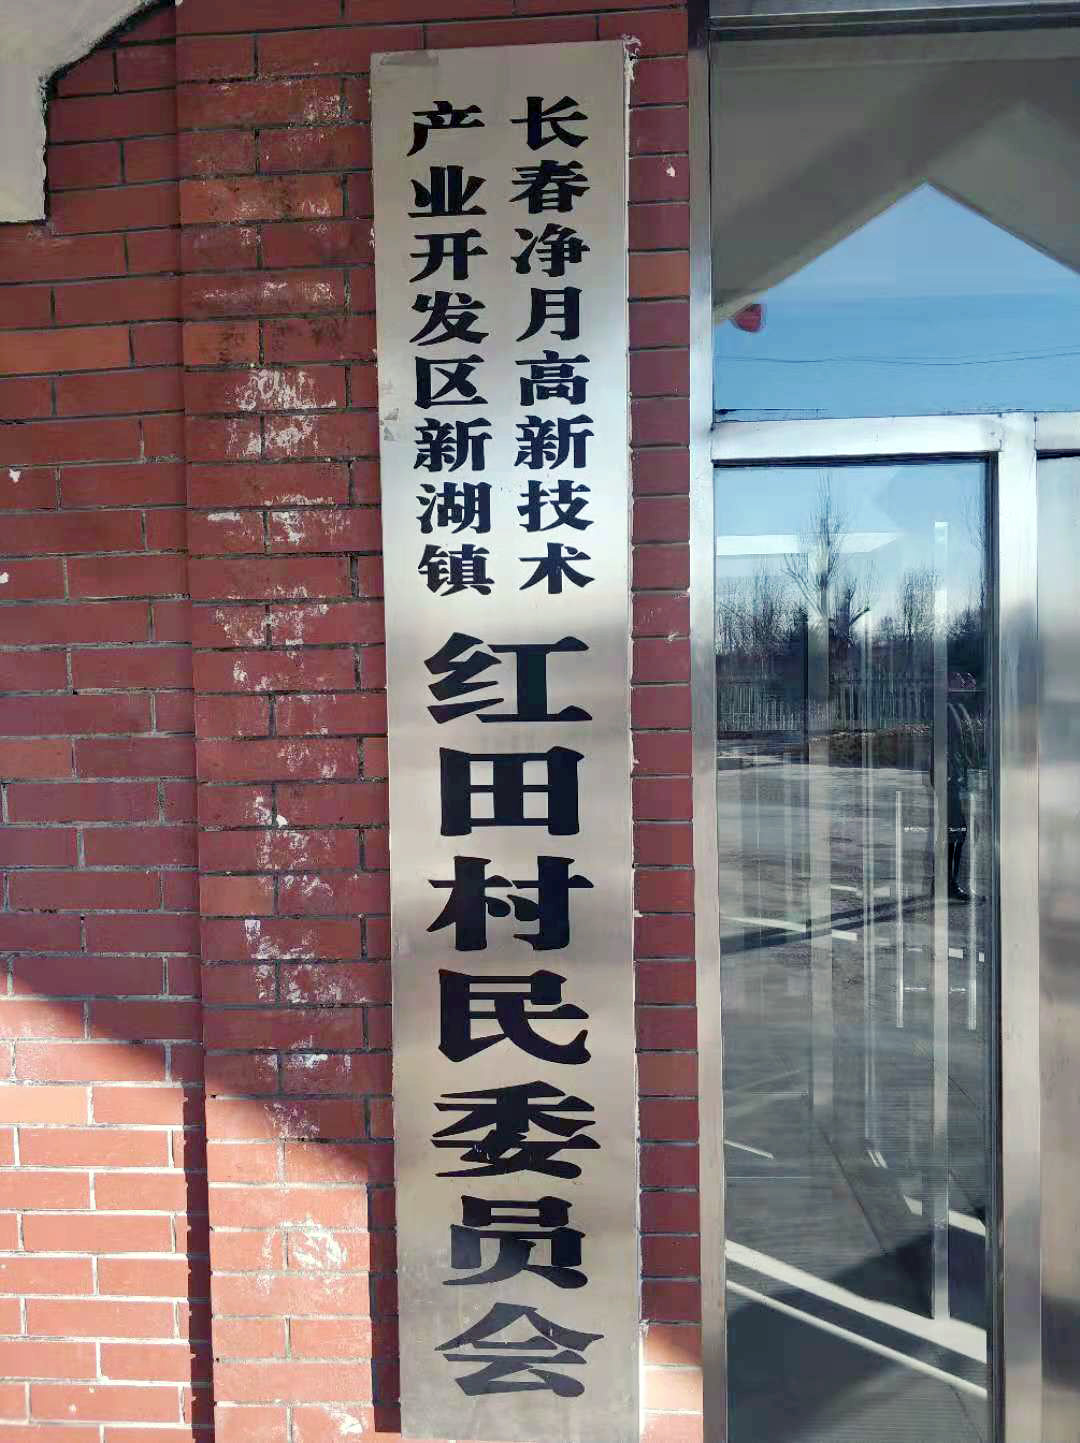 长春净月高新技术
产业开发区新湖镇
红田村民委员会